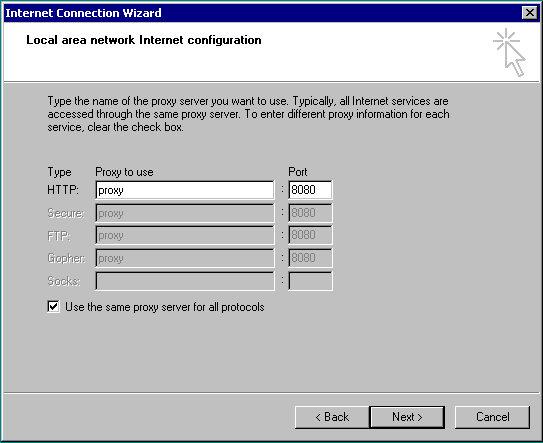 Internet Connection Wizard
Local area network Internet configuration
Type the name of the proxy server you want to use. Typically, all Internet services are
accessed through the same proxy server. To enter different proxy information for each
service, clear the check box.
Type Proxy to use Port
HTTP: proxy : 8080
Secure: proxy : 8080
FTP: proxy : 8080
Gopher: proxy : 8080
Socks: :
Use the same proxy server for all protocols
< Back Next > Cancel